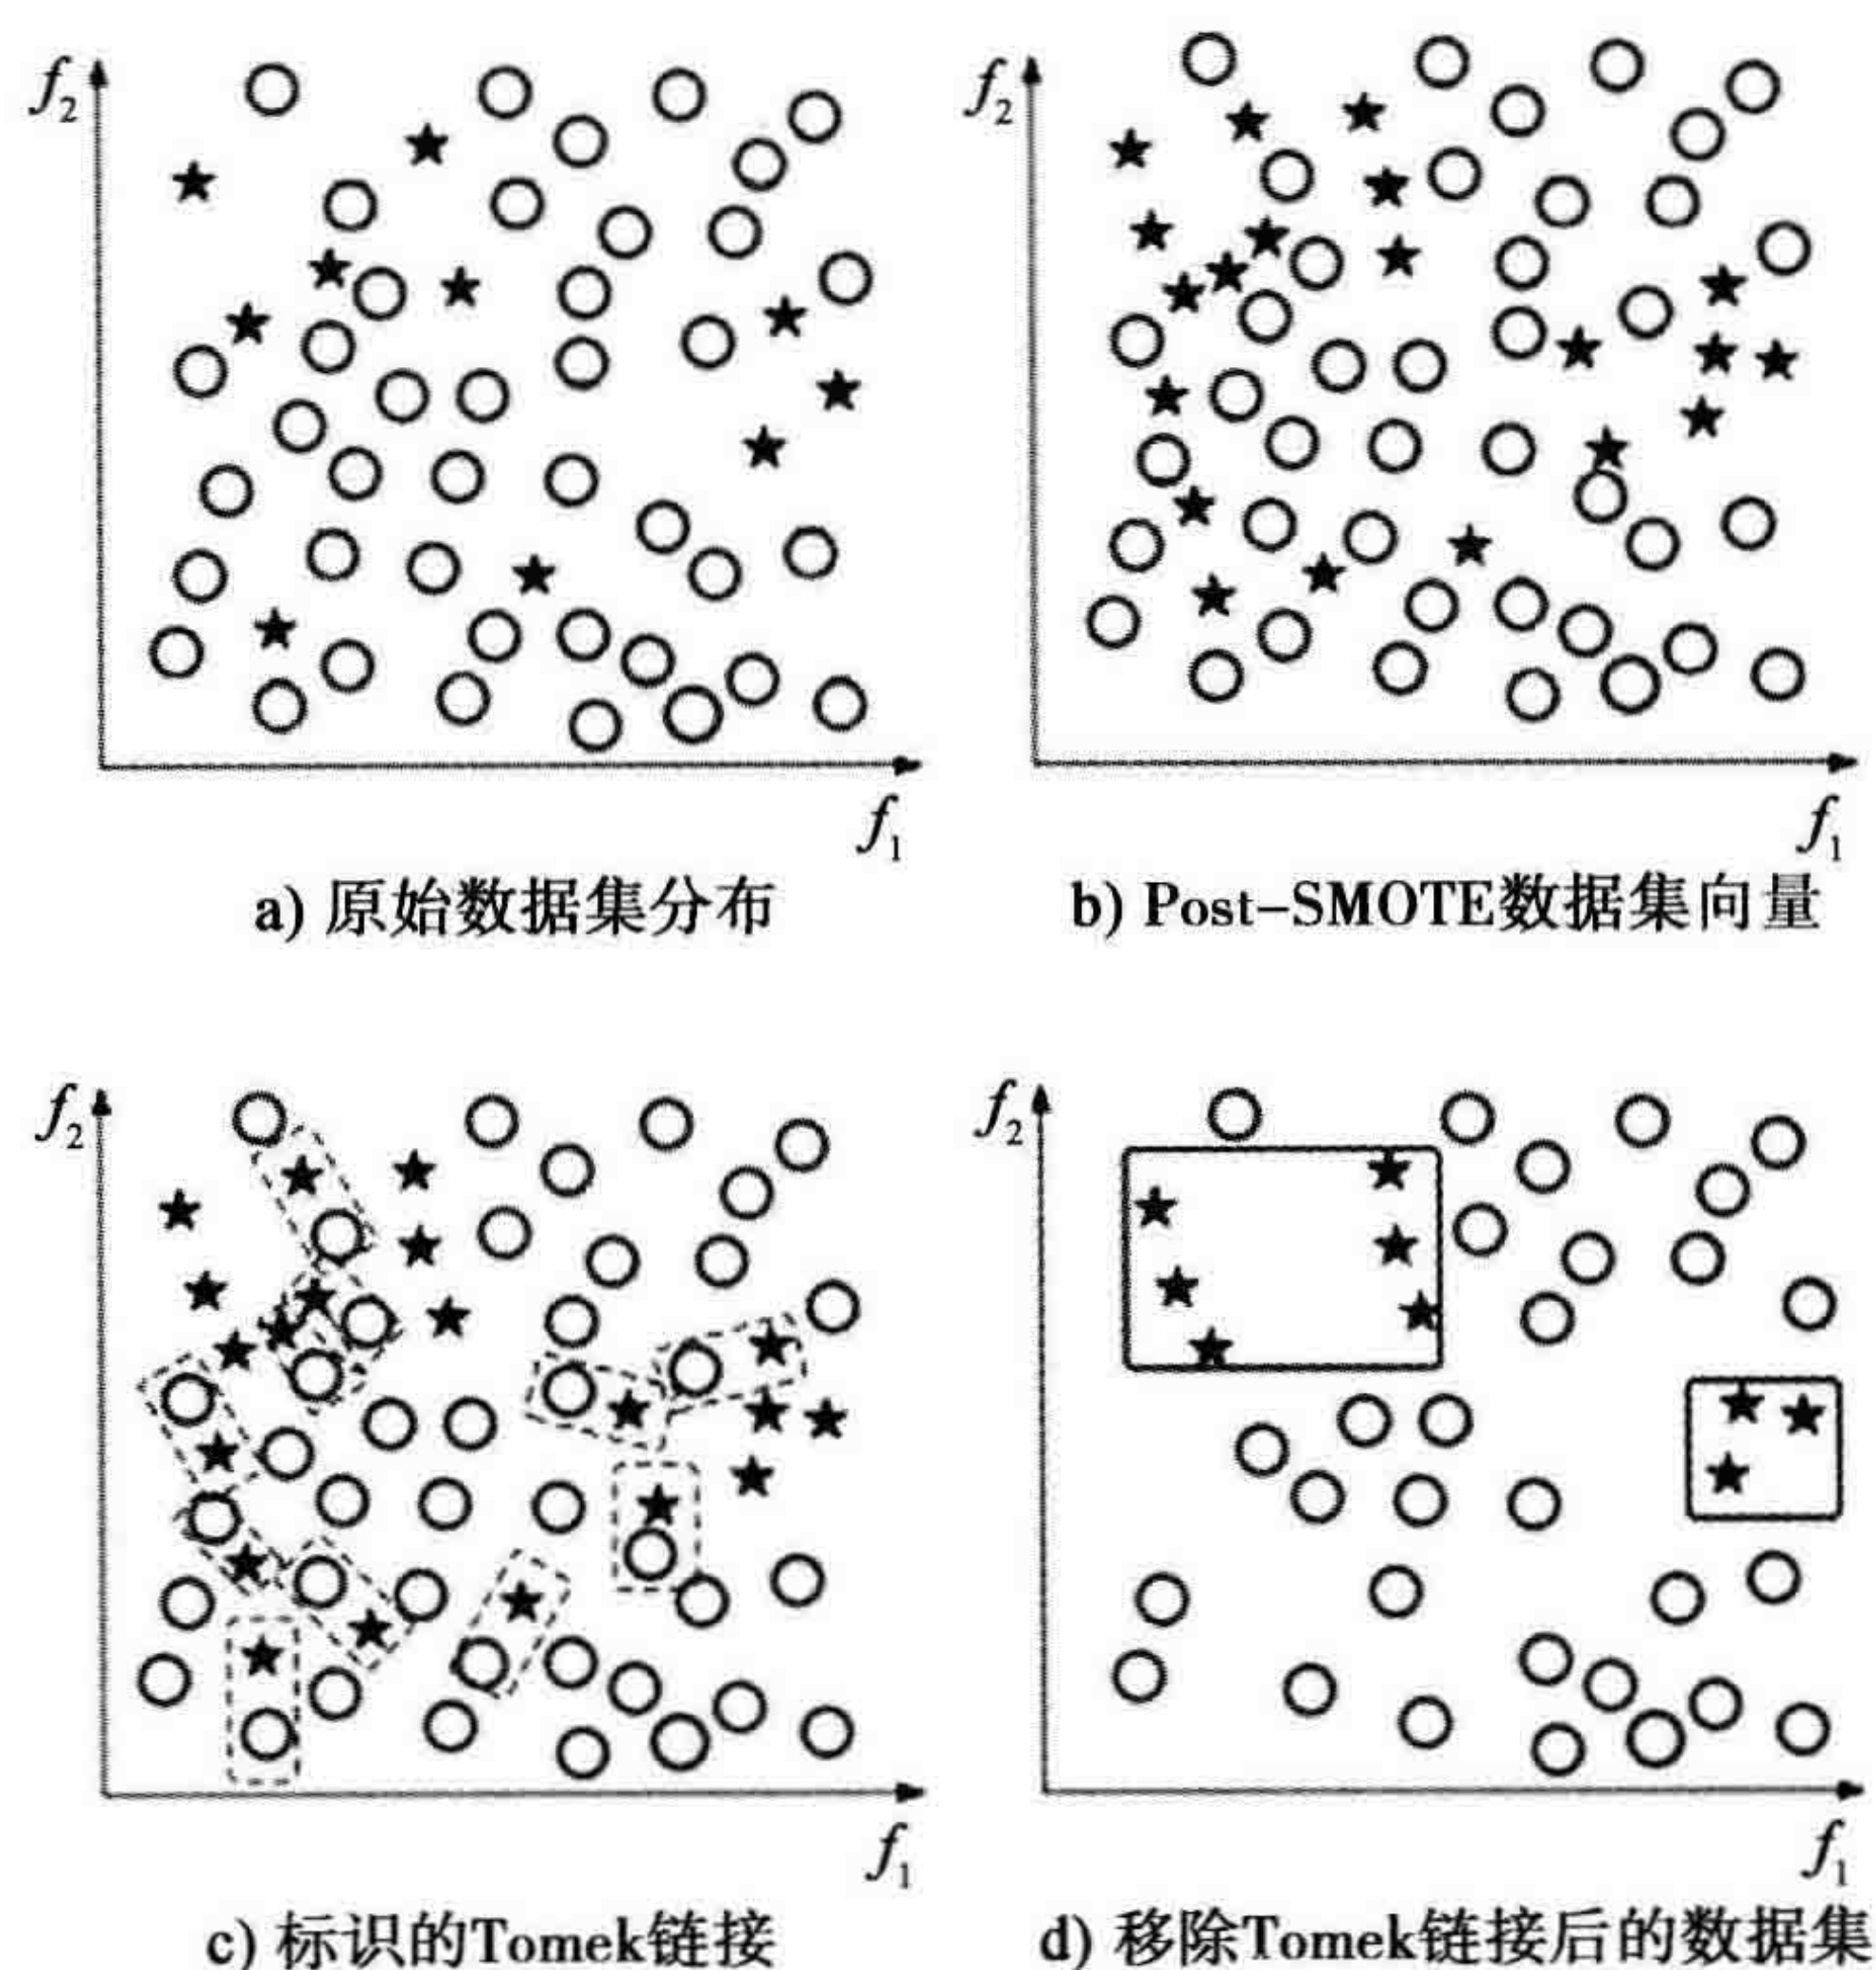 f₂
f₁
a) 原始数据集分布
f₂
f₁
b) Post-SMOTE数据集向量
f₂
f₁
c) 标识的Tomek链接
f₂
f₁
d) 移除Tomek链接后的数据集